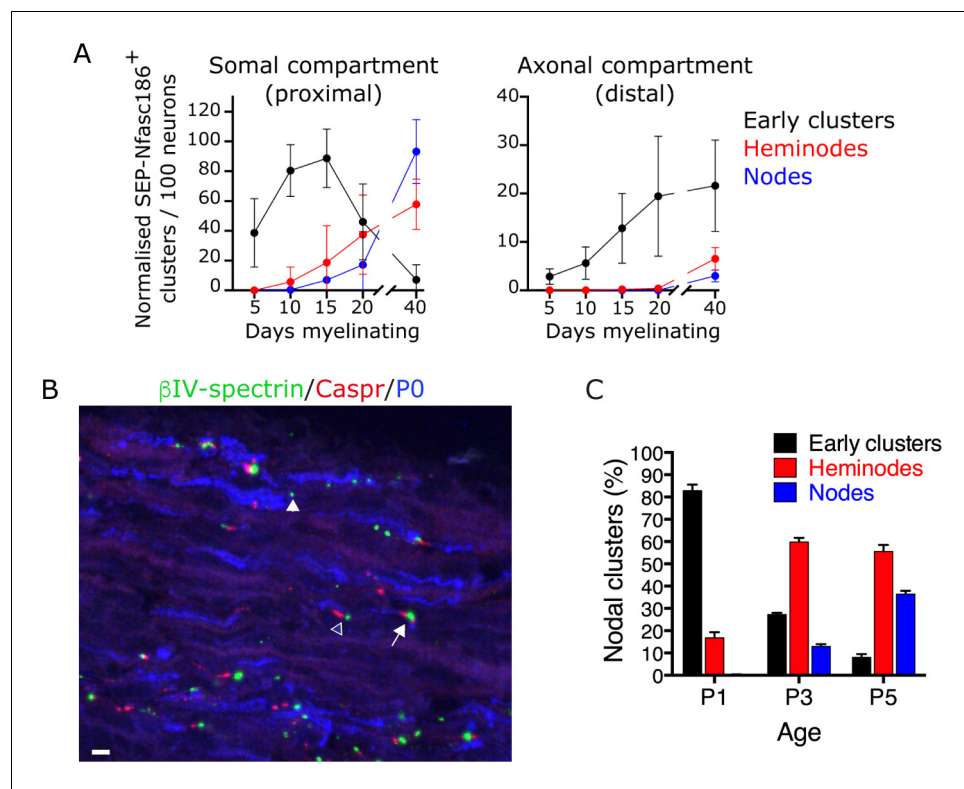 A
Normalised SEP-Nfasc186+
clusters / 100 neurons
Somal compartment
(proximal)
120
100
80
60
40
20
0
5 10 15 20 40
Days myelinating
Axonal compartment
(distal)
40
30
20
10
0
5 10 15 20 40
Days myelinating
Early clusters
Heminodes
Nodes
B
βIV-spectrin/Caspr/P0
C
Early clusters
Heminodes
Nodes
Nodal clusters (%)
100
90
80
70
60
50
40
30
20
10
0
P1 P3 P5
Age